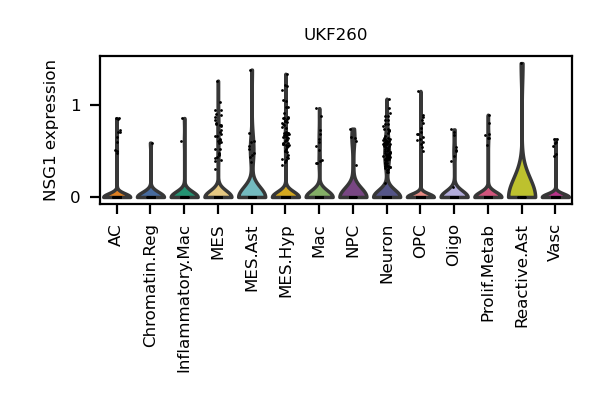 UKF260
NSG1 expression
1
0
AC
Chromatin.Reg
Inflammatory.Mac
MES
MES.Ast
MES.Hyp
Mac
NPC
Neuron
OPC
Oligo
Prolif.Metab
Reactive.Ast
Vasc